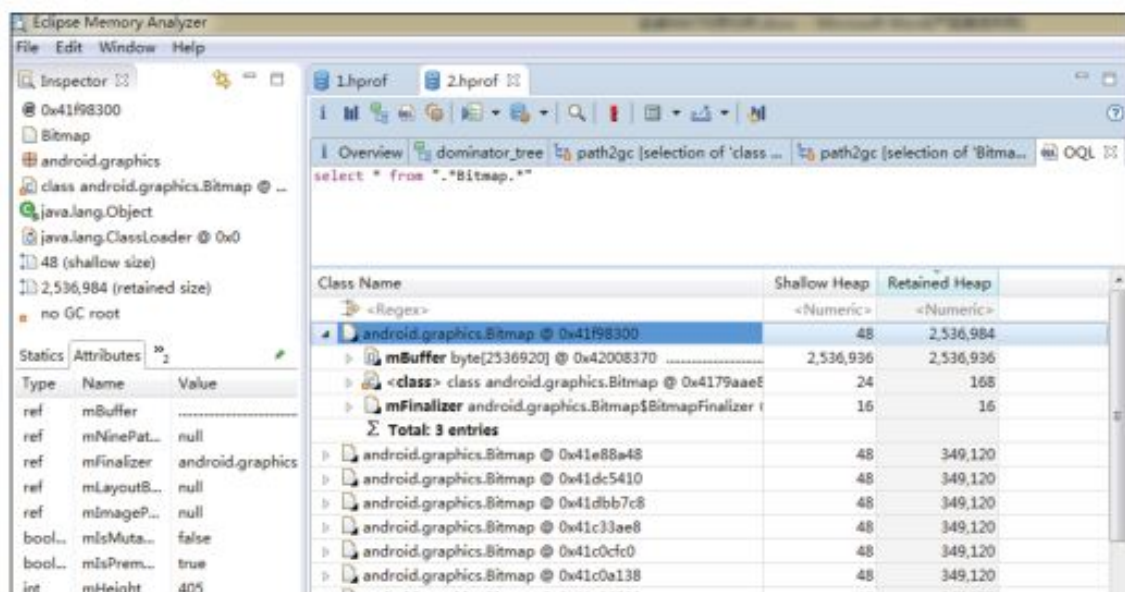 Eclipse Memory Analyzer
File Edit Window Help
Inspector
0x41f98300
Bitmap
android.graphics
class android.graphics.Bitmap @ ...
java.lang.Object
java.lang.ClassLoader @ 0x0
48 (shallow size)
2,536,984 (retained size)
no GC root
Statics Attributes »2
Type Name Value
ref mBuffer
ref mNinePat... null
ref mFinalizer android.graphics
ref mLayoutB... null
ref mImageP... null
bool... mIsMuta... false
bool... mIsPrem... true
int mHeight 405
1.hprof 2.hprof
i Overview dominator_tree path2gc [selection of 'class ... path2gc [selection of 'Bitma... OQL
select * from ".*Bitmap.*"
Class Name Shallow Heap Retained Heap
<Regex> <Numeric> <Numeric>
android.graphics.Bitmap @ 0x41f98300 48 2,536,984
mBuffer byte[2536920] @ 0x42008370 2,536,936 2,536,936
<class> class android.graphics.Bitmap @ 0x4179aae8 24 168
mFinalizer android.graphics.Bitmap$BitmapFinalizer 16 16
Σ Total: 3 entries
android.graphics.Bitmap @ 0x41e88a48 48 349,120
android.graphics.Bitmap @ 0x41dc5410 48 349,120
android.graphics.Bitmap @ 0x41dbb7c8 48 349,120
android.graphics.Bitmap @ 0x41c33ae8 48 349,120
android.graphics.Bitmap @ 0x41c0cfc0 48 349,120
android.graphics.Bitmap @ 0x41c0a138 48 349,120